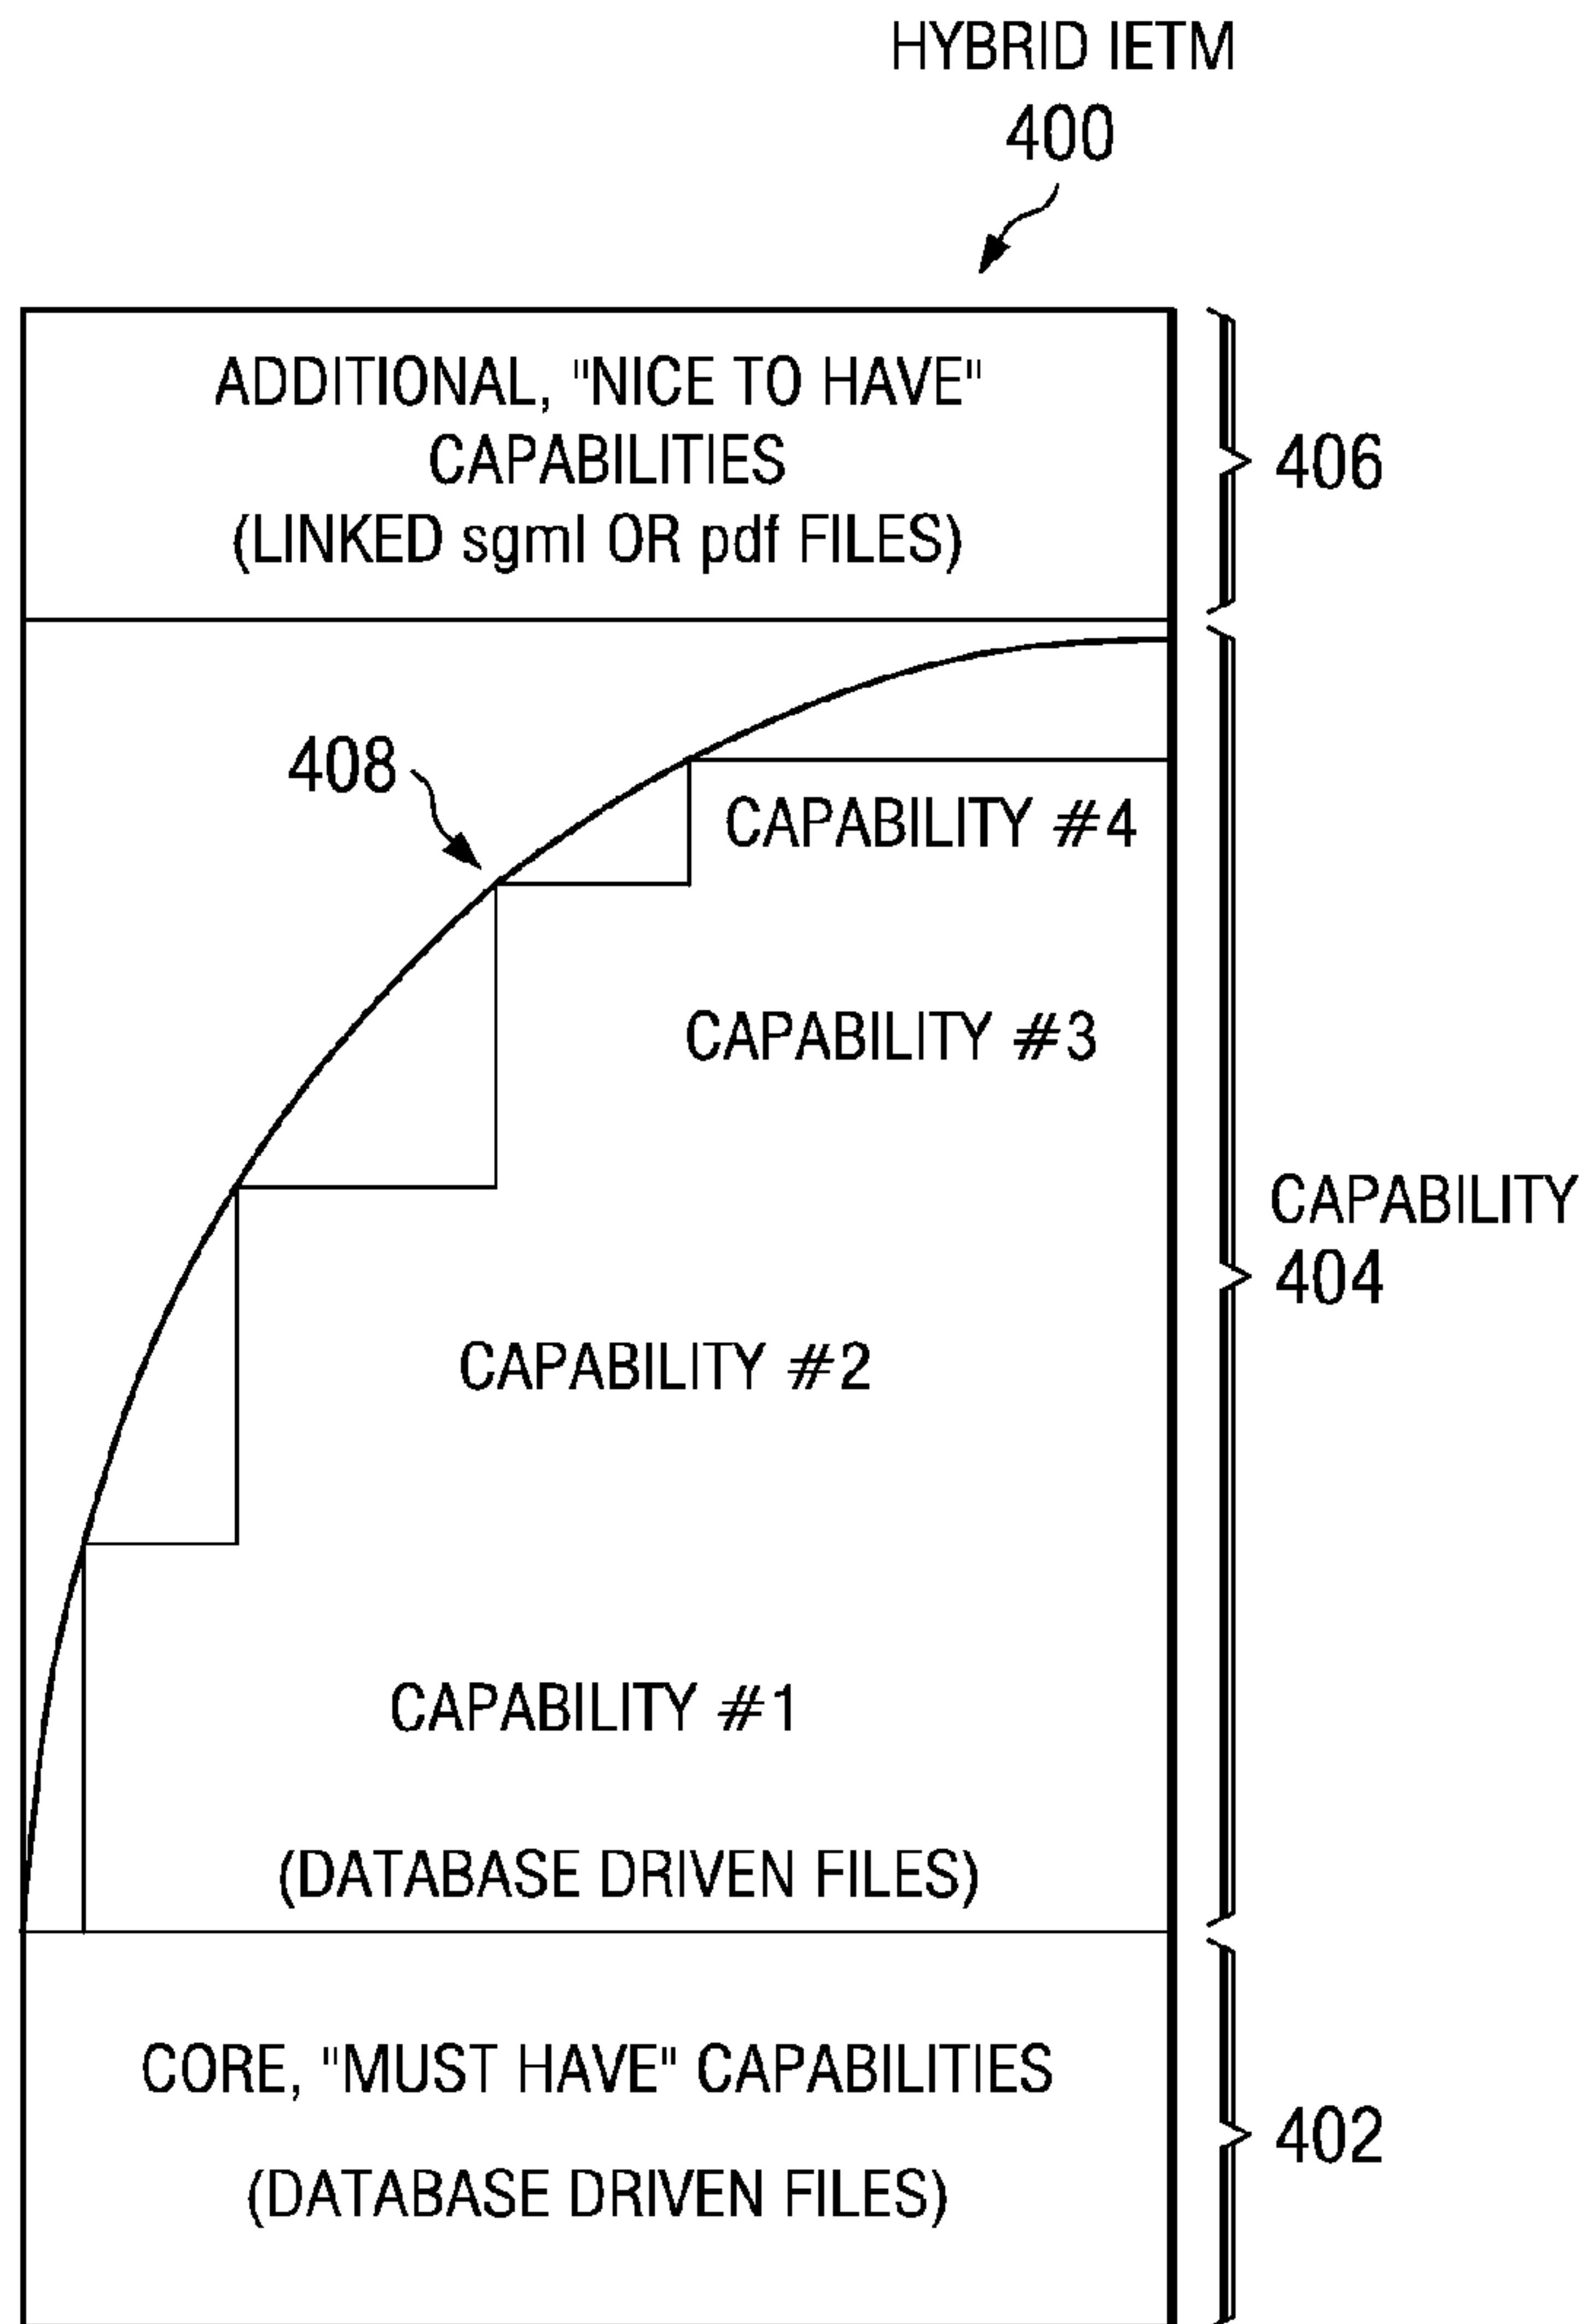 HYBRID IETM
400
ADDITIONAL, "NICE TO HAVE"
CAPABILITIES
(LINKED sgml OR pdf FILES)
406
408
CAPABILITY #4
CAPABILITY #3
CAPABILITY
404
CAPABILITY #2
CAPABILITY #1
(DATABASE DRIVEN FILES)
CORE, "MUST HAVE" CAPABILITIES
402
(DATABASE DRIVEN FILES)